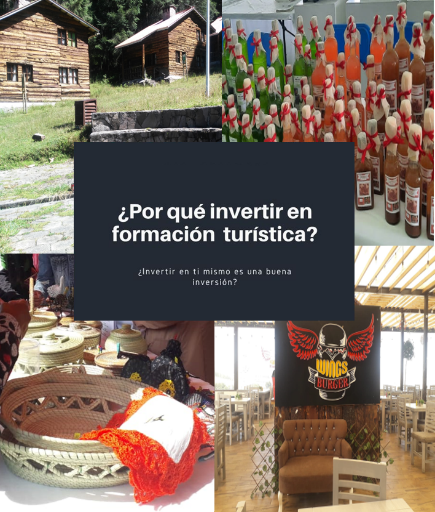 ¿Por qué invertir en
formación turística?
¿Invertir en ti mismo es una buena
inversión?
WINGS
BURGER